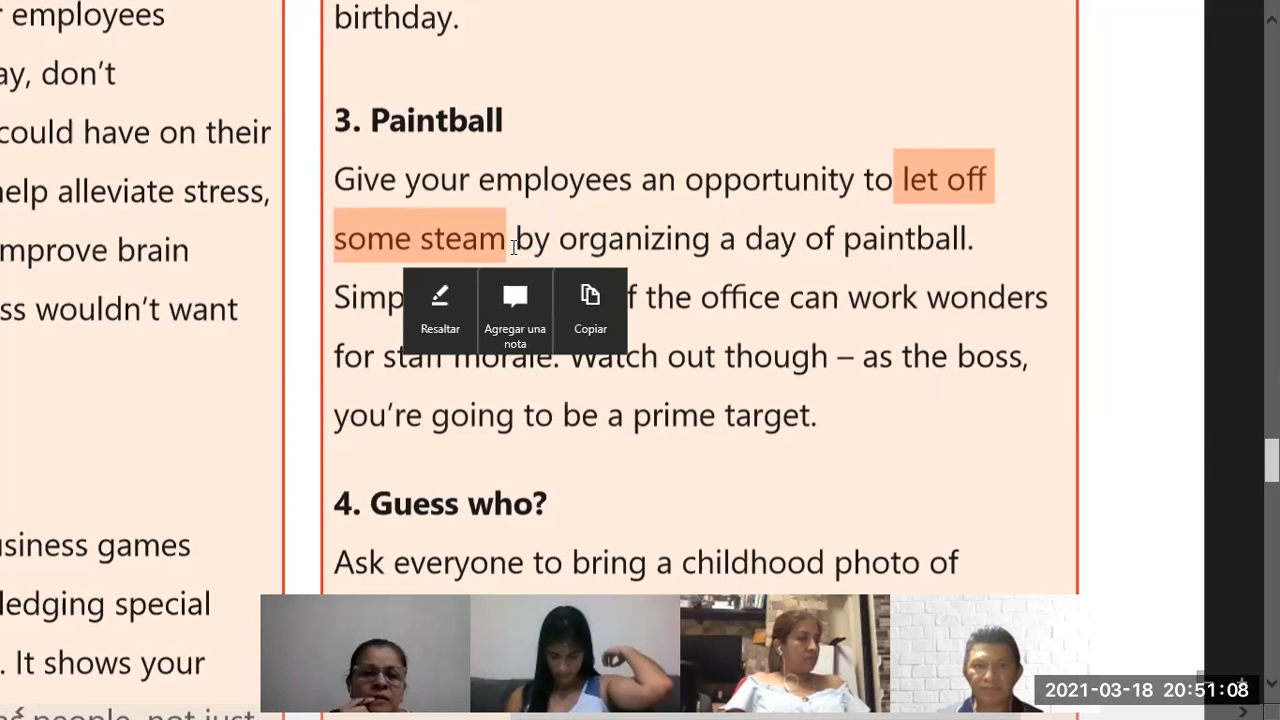 r employees
ay, don't
could have on their
help alleviate stress,
mprove brain
ss wouldn't want
usiness games
ledging special
. It shows your
birthday.
3. Paintball
Give your employees an opportunity to let off
some steam by organizing a day of paintball.
Simp f the office can work wonders
for staff morale. Watch out though – as the boss,
you're going to be a prime target.
4. Guess who?
Ask everyone to bring a childhood photo of
Resaltar
Agregar una
nota
Copiar
2021-03-18 20:51:08